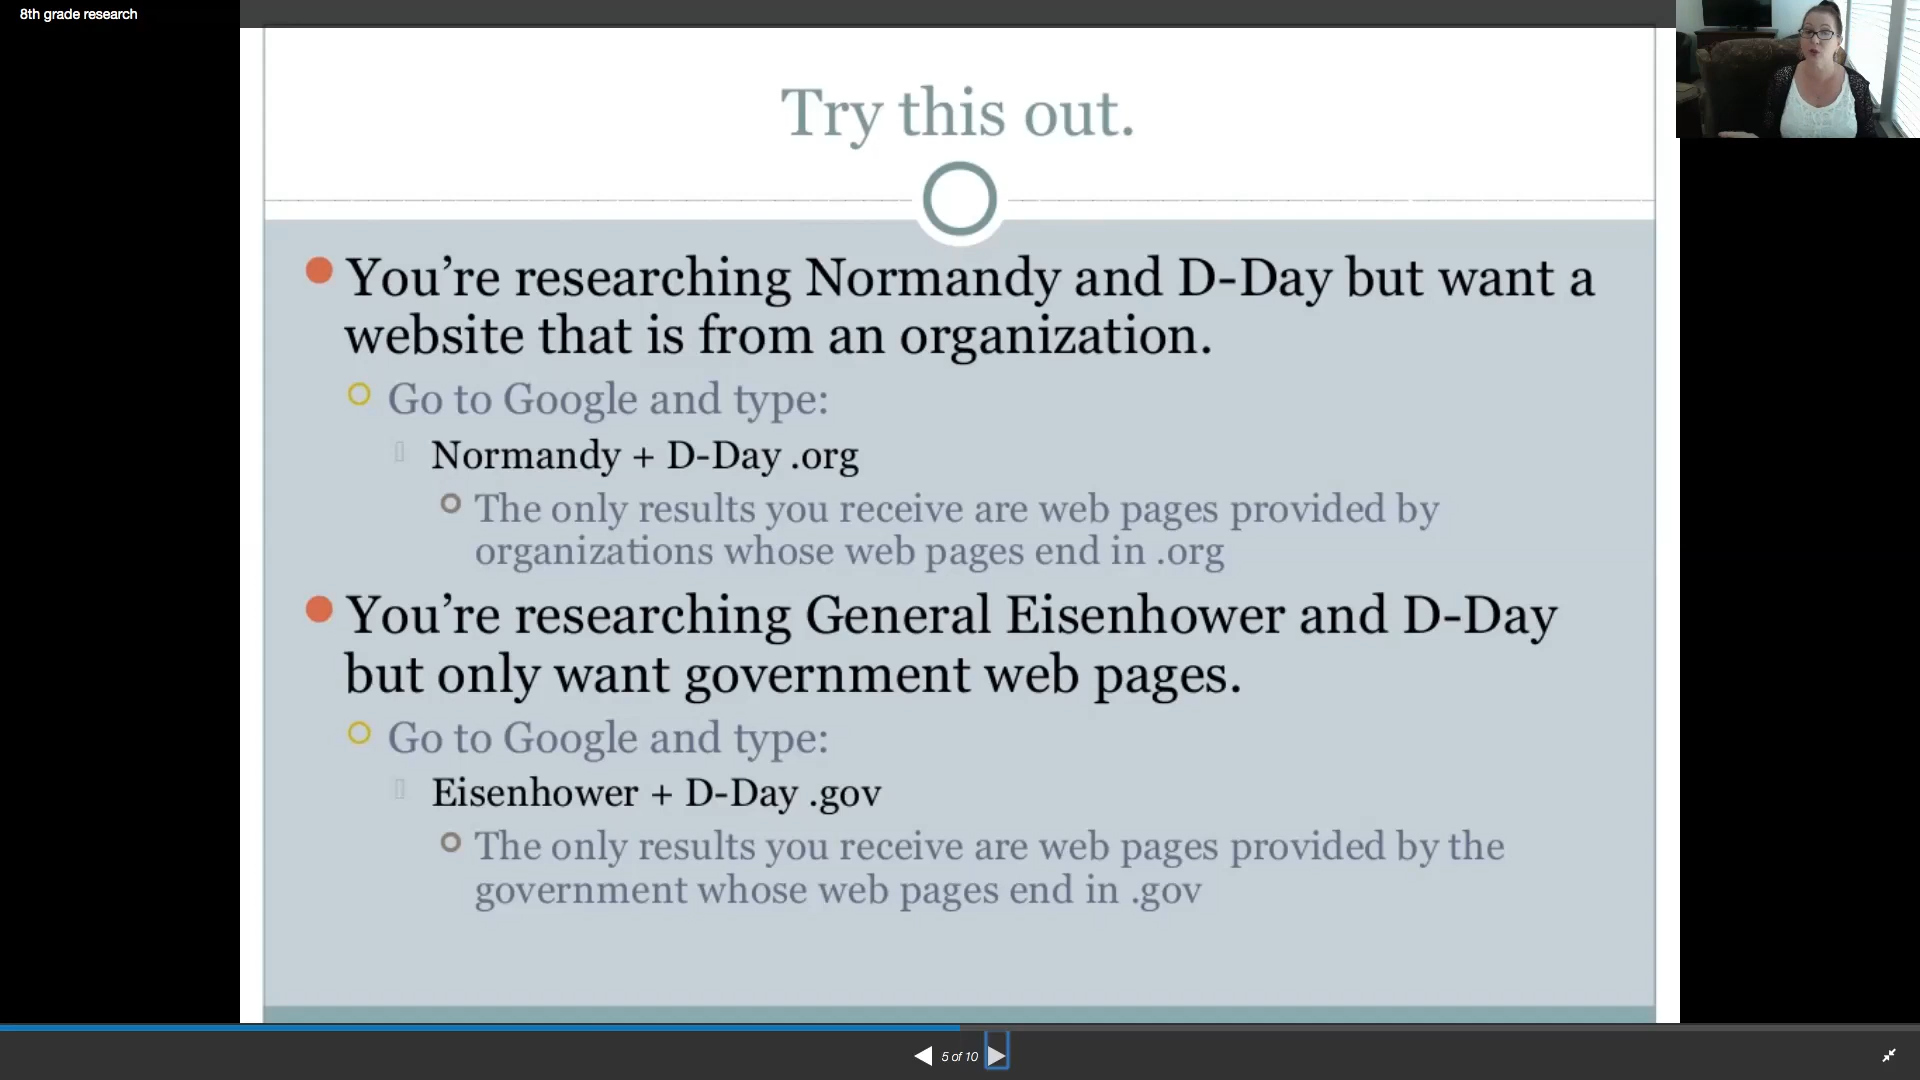 8th grade research
Try this out.
You’re researching Normandy and D-Day but want a
website that is from an organization.
Go to Google and type:
Normandy + D-Day .org
The only results you receive are web pages provided by
organizations whose web pages end in .org
You’re researching General Eisenhower and D-Day
but only want government web pages.
Go to Google and type:
Eisenhower + D-Day .gov
The only results you receive are web pages provided by the
government whose web pages end in .gov
5 of 10